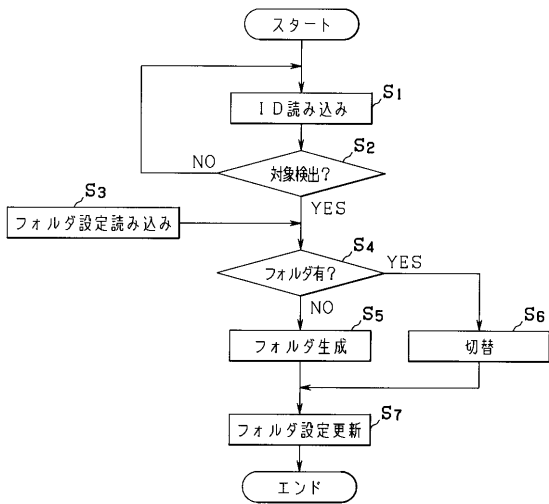 スタート
S1
ID読み込み
S2
対象検出?
NO
YES
S3
フォルダ設定読み込み
S4
フォルダ有?
YES
NO
S5
フォルダ生成
S6
切替
S7
フォルダ設定更新
エンド